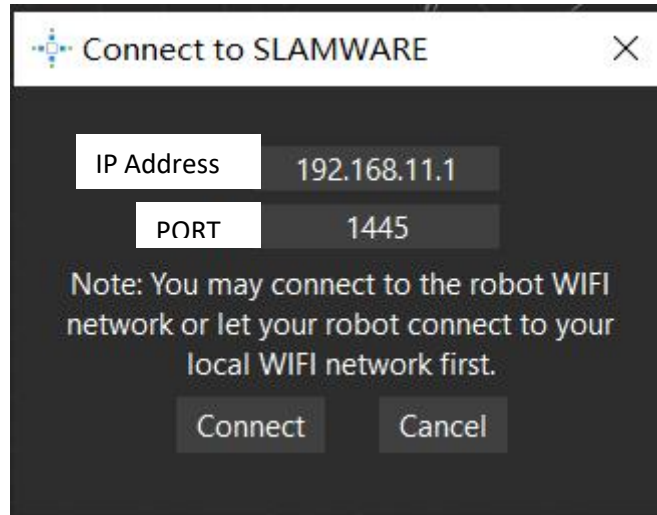 Connect to SLAMWARE
IP Address 192.168.11.1
PORT 1445
Note: You may connect to the robot WIFI
network or let your robot connect to your
local WIFI network first.
Connect Cancel